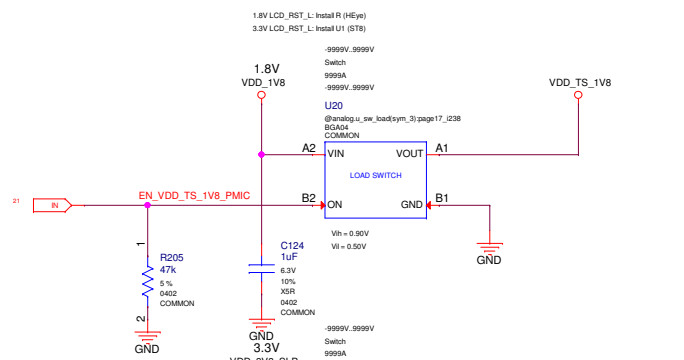 1.8V LCD_RST_L: Install R (HEye)
3.3V LCD_RST_L: Install U1 (ST8)
-9999V..9999V
Switch
9999A
-9999V..9999V
1.8V
VDD_1V8
VDD_TS_1V8
U20
@analog.u_sw_load(sym_3):page17_i238
BGA04
COMMON
A2
VIN
VOUT
A1
LOAD SWITCH
21
IN
EN_VDD_TS_1V8_PMIC
B2
ON
GND
B1
Vih = 0.90V
Vil = 0.50V
GND
1
R205
47k
5 %
0402
COMMON
2
GND
C124
1uF
6.3V
10%
X5R
0402
COMMON
GND
3.3V
-9999V..9999V
Switch
9999A